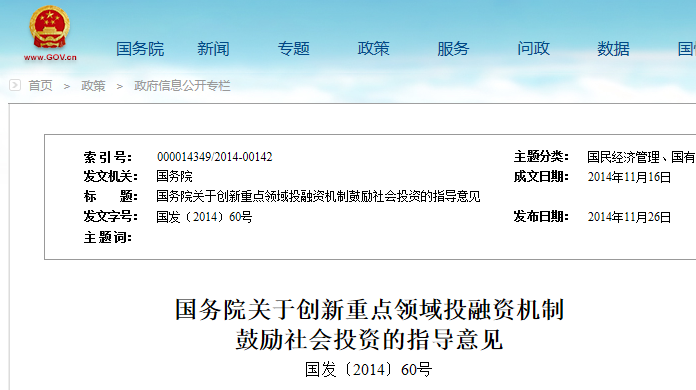 www.GOV.cn
国务院 新闻 专题 政策 服务 问政 数据 国
首页 > 政策 > 政府信息公开专栏
索 引 号： 000014349/2014-00142 主题分类： 国民经济管理、国有
发文机关： 国务院 成文日期： 2014年11月16日
标 题： 国务院关于创新重点领域投融资机制鼓励社会投资的指导意见
发文字号： 国发〔2014〕60号 发布日期： 2014年11月26日
主 题 词：
国务院关于创新重点领域投融资机制
鼓励社会投资的指导意见
国发〔2014〕60号